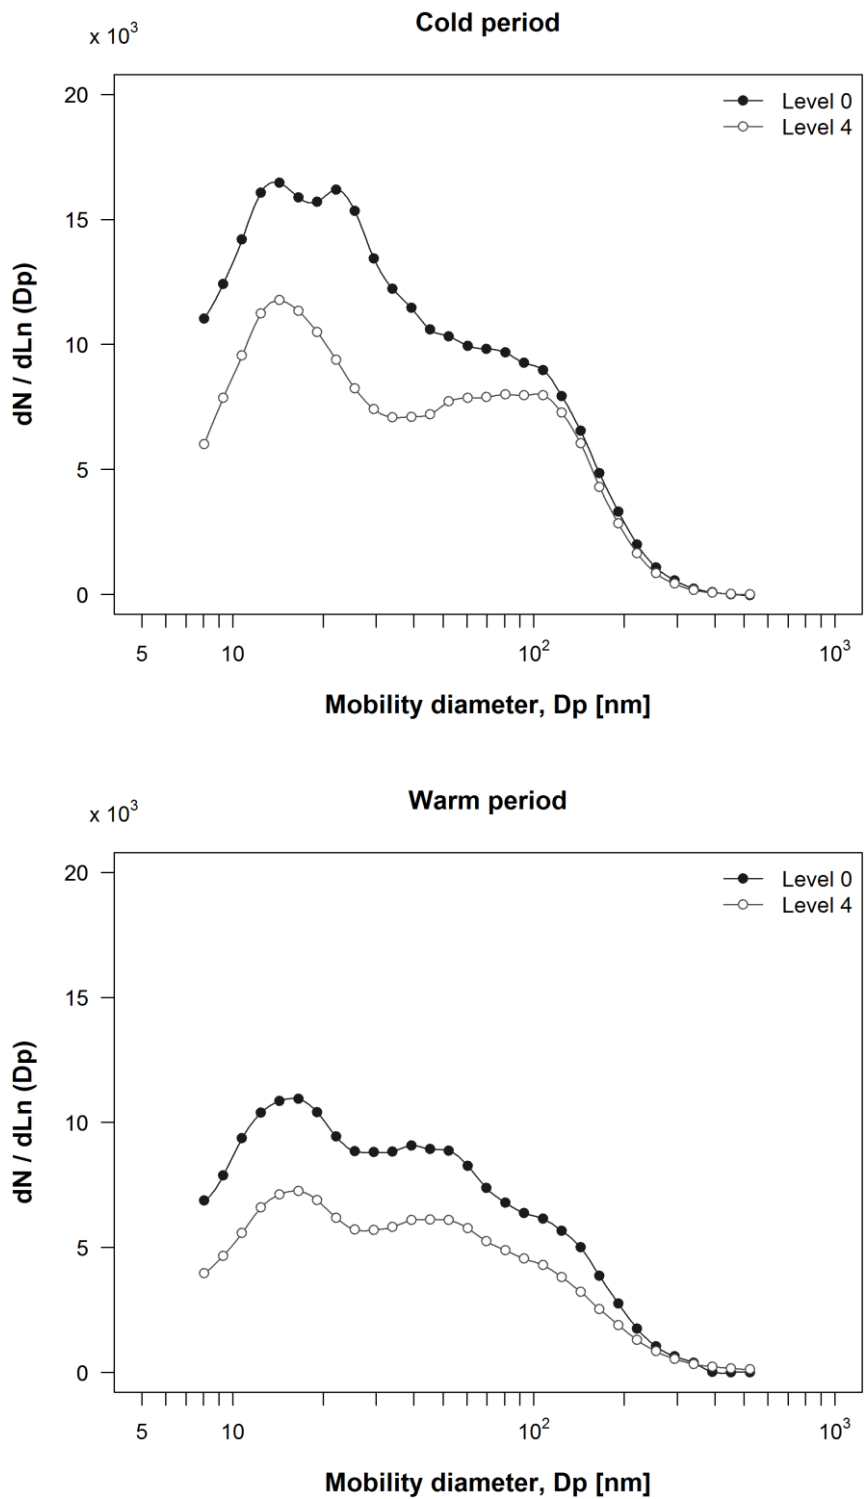 Cold period
x 10³
Level 0
Level 4
20
15
10
5
0
dN / dLn (Dp)
5 10 10² 10³
Mobility diameter, Dp [nm]
Warm period
x 10³
Level 0
Level 4
20
15
10
5
0
dN / dLn (Dp)
5 10 10² 10³
Mobility diameter, Dp [nm]